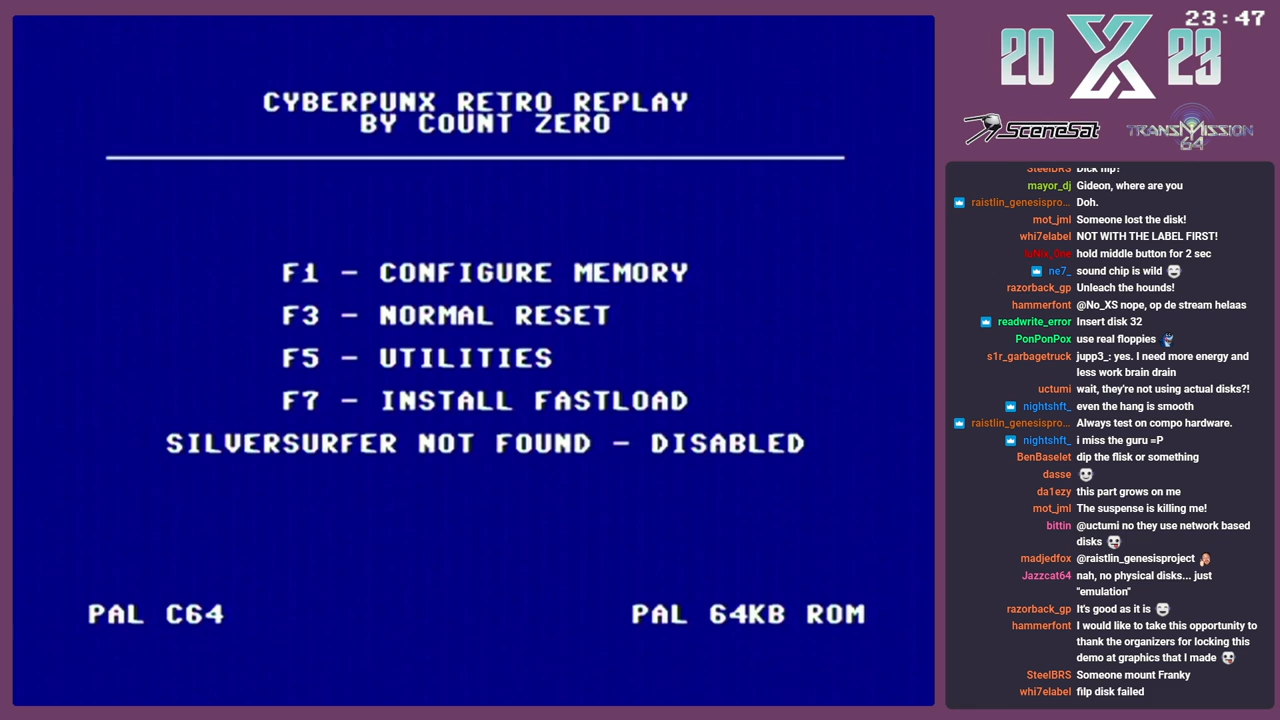 CYBERPUNX RETRO REPLAY
BY COUNT ZERO
F1 - CONFIGURE MEMORY
F3 - NORMAL RESET
F5 - UTILITIES
F7 - INSTALL FASTLOAD
SILVERSURFER NOT FOUND - DISABLED
PAL C64
PAL 64KB ROM
23:47
20 X 23
SceneSat
TRANSMISSION
64
SteelBRS Dick flip?
mayor_dj Gideon, where are you
raistlin_genesispro... Doh.
mot_jml Someone lost the disk!
whi7elabel NOT WITH THE LABEL FIRST!
luNix_0ne hold middle button for 2 sec
ne7_ sound chip is wild
razorback_gp Unleach the hounds!
hammerfont @No_XS nope, op de stream helaas
readwrite_error Insert disk 32
PonPonPox use real floppies
s1r_garbagetruck jupp3_: yes. I need more energy and
less work brain drain
uctumi wait, they're not using actual disks?!
nightshft_ even the hang is smooth
raistlin_genesispro... Always test on compo hardware.
nightshft_ i miss the guru =P
BenBaselet dip the flisk or something
dasse
da1ezy this part grows on me
mot_jml The suspense is killing me!
bittin @uctumi no they use network based
disks
madjedfox @raistlin_genesisproject
Jazzcat64 nah, no physical disks... just
"emulation"
razorback_gp It's good as it is
hammerfont I would like to take this opportunity to
thank the organizers for locking this
demo at graphics that I made
SteelBRS Someone mount Franky
whi7elabel filp disk failed